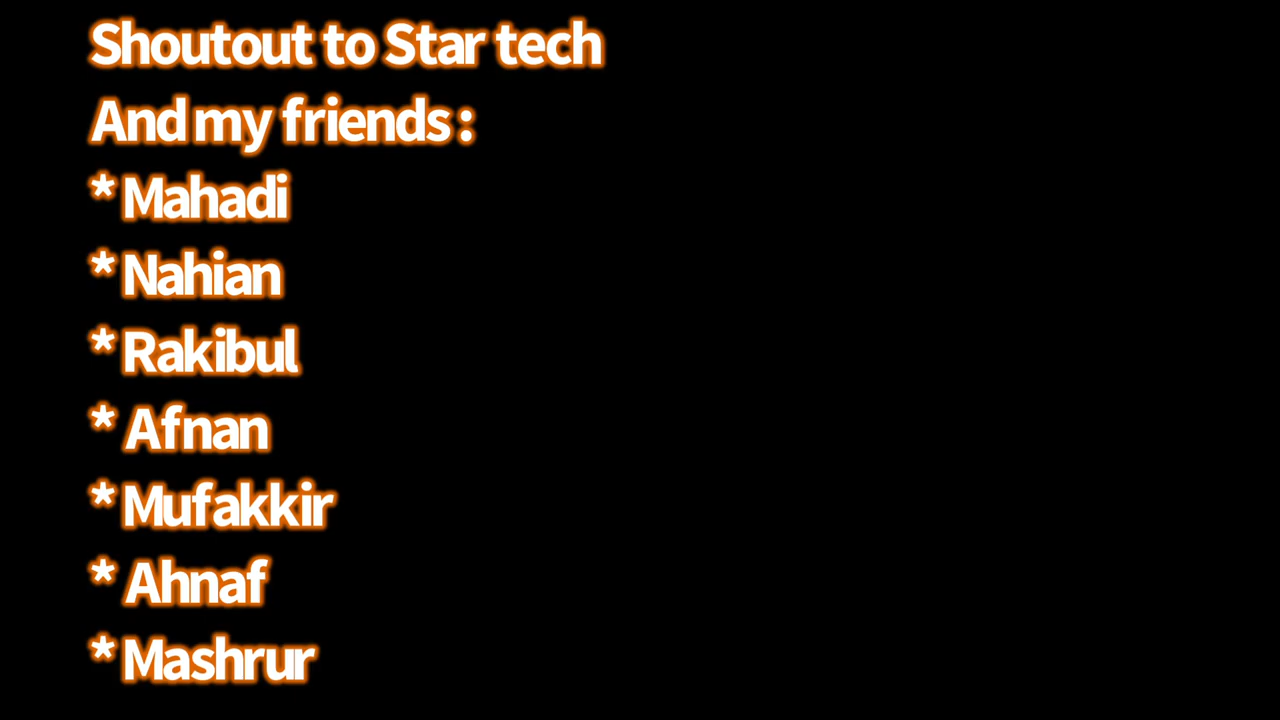 Shoutout to Star tech
And my friends :
* Mahadi
* Nahian
* Rakibul
* Afnan
* Mufakkir
* Ahnaf
* Mashrur